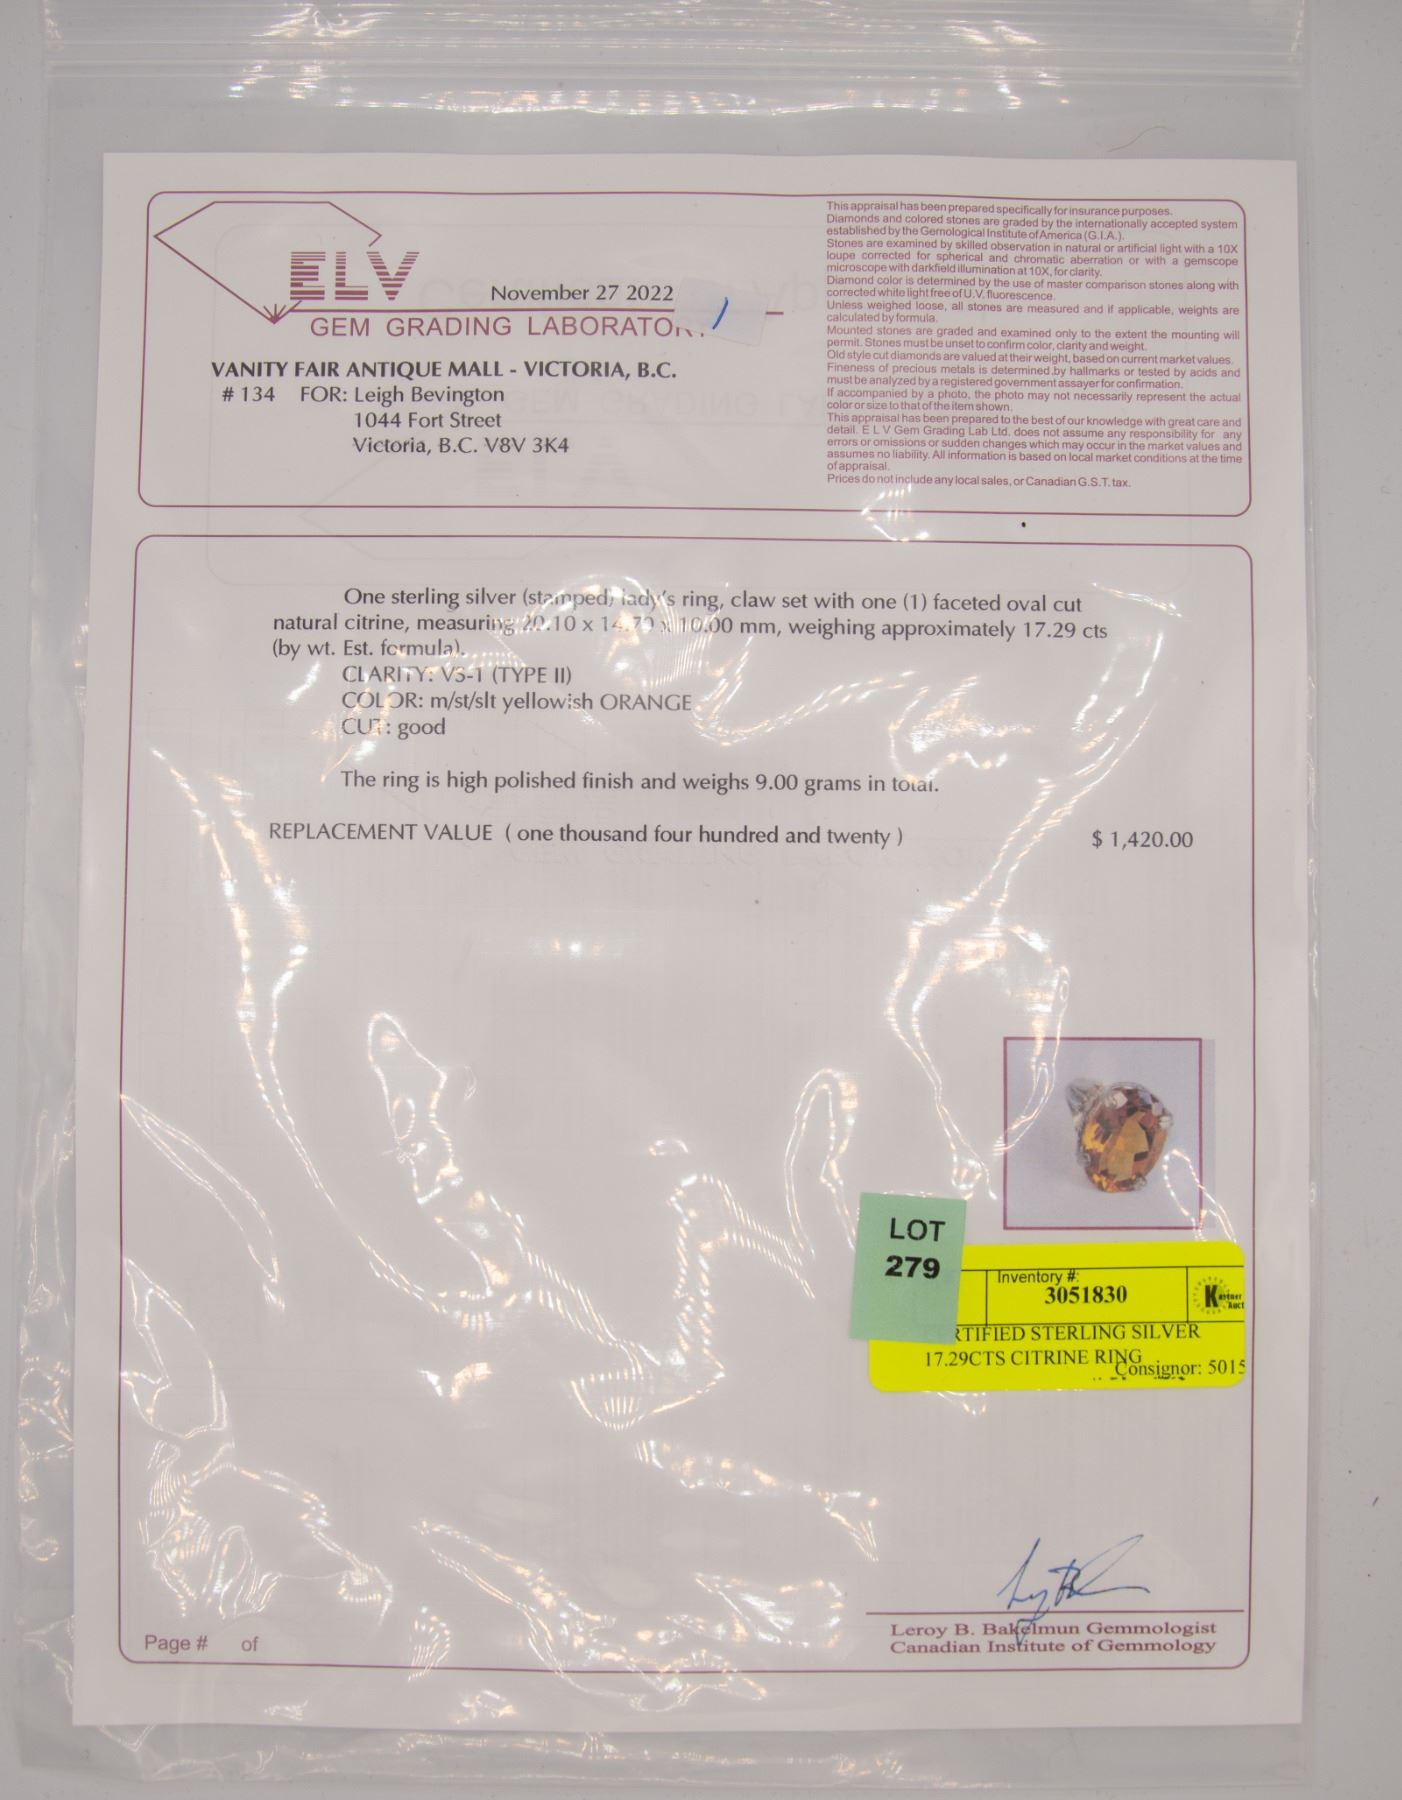 This appraisal has been prepared specifically for insurance purposes.
Diamonds and colored stones are graded by the internationally accepted system
established by the Gemological Institute of America (G.I.A.).
Stones are examined by skilled observation in natural or artificial light with a 10X
loupe corrected for spherical and chromatic aberration or with a gemscope
microscope with darkfield illumination at 10X, for clarity.
Diamond color is determined by the use of master comparison stones along with
corrected white light free of U.V. fluorescence.
Unless weighed loose, all stones are measured and if applicable, weights are
calculated by formula.
Mounted stones are graded and examined only to the extent the mounting will
permit. Stones must be unset to confirm color, clarity and weight.
Old style cut diamonds are valued at their weight, based on current market values.
Fineness of precious metals is determined by hallmarks or tested by acids and
must be analyzed by a registered government assayer for confirmation.
If accompanied by a photo, the photo may not necessarily represent the actual
color or size to that of the item shown.
This appraisal has been prepared to the best of our knowledge with great care and
detail. E L V Gem Grading Lab Ltd. does not assume any responsibility for any
errors or omissions or sudden changes which may occur in the market values and
assumes no liability. All information is based on local market conditions at the time
of appraisal.
Prices do not include any local sales, or Canadian G.S.T. tax.
ELV
November 27 2022
GEM GRADING
VANITY FAIR ANTIQUE MALL - VICTORIA, B.C.
# 134 FOR: Leigh Bevington
1044 Fort Street
Victoria, B.C. V8V 3K4
One sterling silver (stamped) lady's ring, claw set with one (1) faceted oval cut
natural citrine, measuring 20.10 x 14.70 x 10.00 mm, weighing approximately 17.29 cts
(by wt. Est. formula).
CLARITY: VS-1 (TYPE II)
COLOR: m/st/slt yellowish ORANGE
CUT: good
The ring is high polished finish and weighs 9.00 grams in total.
REPLACEMENT VALUE ( one thousand four hundred and twenty ) $ 1,420.00
LOT
279
Inventory #:
3051830
STERLING SILVER
17.29CTS CITRINE RING
Consignor: 5015
Leroy B. Bakelmun Gemmologist
Canadian Institute of Gemmology
Page # of